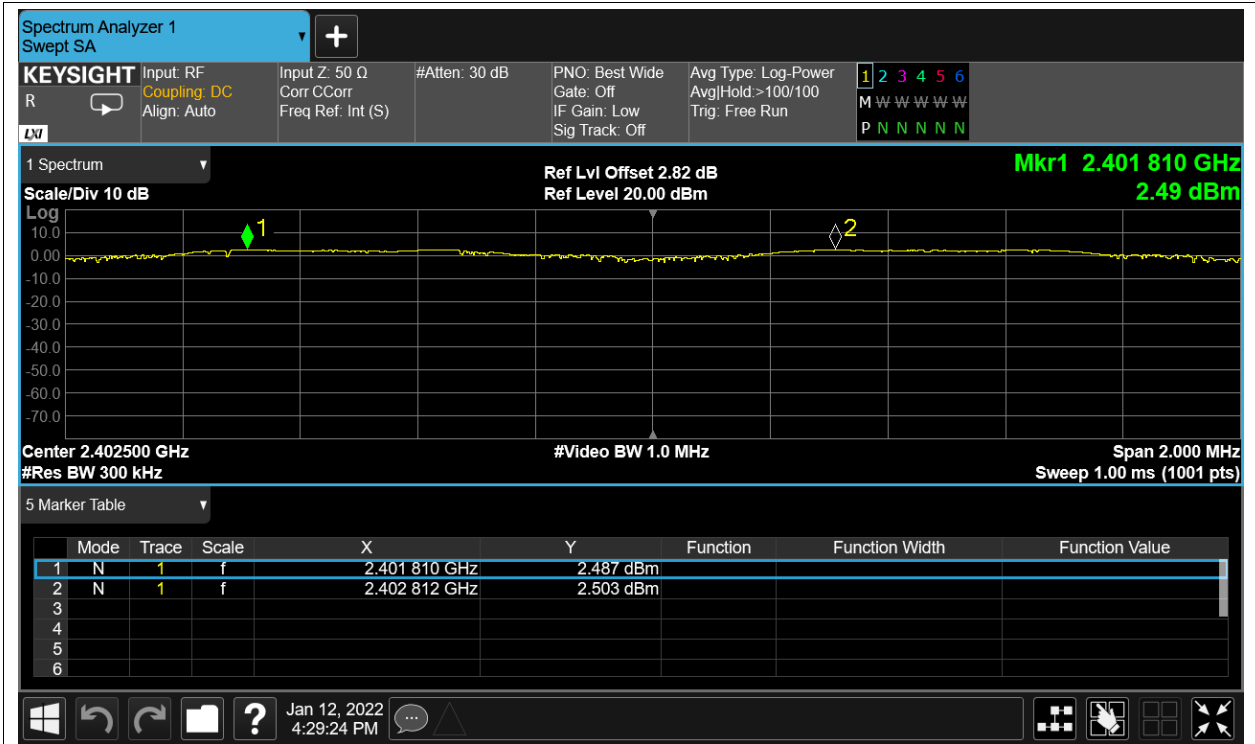 Spectrum Analyzer 1
Swept SA
+
KEYSIGHT
R
LXI
Input: RF
Coupling: DC
Align: Auto
Input Z: 50 Ω
Corr CCorr
Freq Ref: Int (S)
#Atten: 30 dB
PNO: Best Wide
Gate: Off
IF Gain: Low
Sig Track: Off
Avg Type: Log-Power
Avg|Hold:>100/100
Trig: Free Run
1 2 3 4 5 6
M W W W W W
P N N N N N
1 Spectrum
Scale/Div 10 dB
Ref Lvl Offset 2.82 dB
Ref Level 20.00 dBm
Mkr1 2.401 810 GHz
2.49 dBm
Log
10.0
0.00
-10.0
-20.0
-30.0
-40.0
-50.0
-60.0
-70.0
1
2
Center 2.402500 GHz
#Res BW 300 kHz
#Video BW 1.0 MHz
Span 2.000 MHz
Sweep 1.00 ms (1001 pts)
5 Marker Table
Mode Trace Scale X Y Function Function Width Function Value
1 N 1 f 2.401 810 GHz 2.487 dBm
2 N 1 f 2.402 812 GHz 2.503 dBm
3
4
5
6
?
Jan 12, 2022
4:29:24 PM